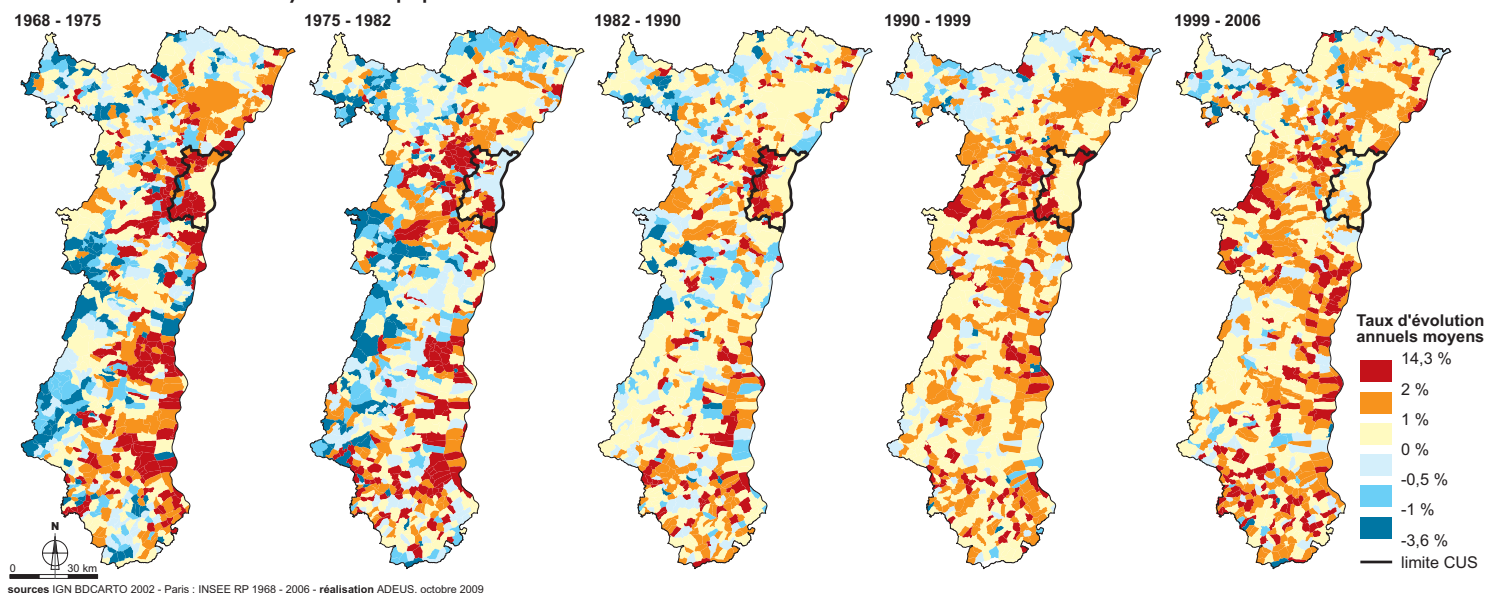 1968 - 1975
1975 - 1982
1982 - 1990
1990 - 1999
1999 - 2006
Taux d'évolution
annuels moyens
14,3 %
2 %
1 %
0 %
-0,5 %
-1 %
-3,6 %
limite CUS
N
0 30 km
sources IGN BDCARTO 2002 - Paris ; INSEE RP 1968 - 2006 - réalisation ADEUS, octobre 2009